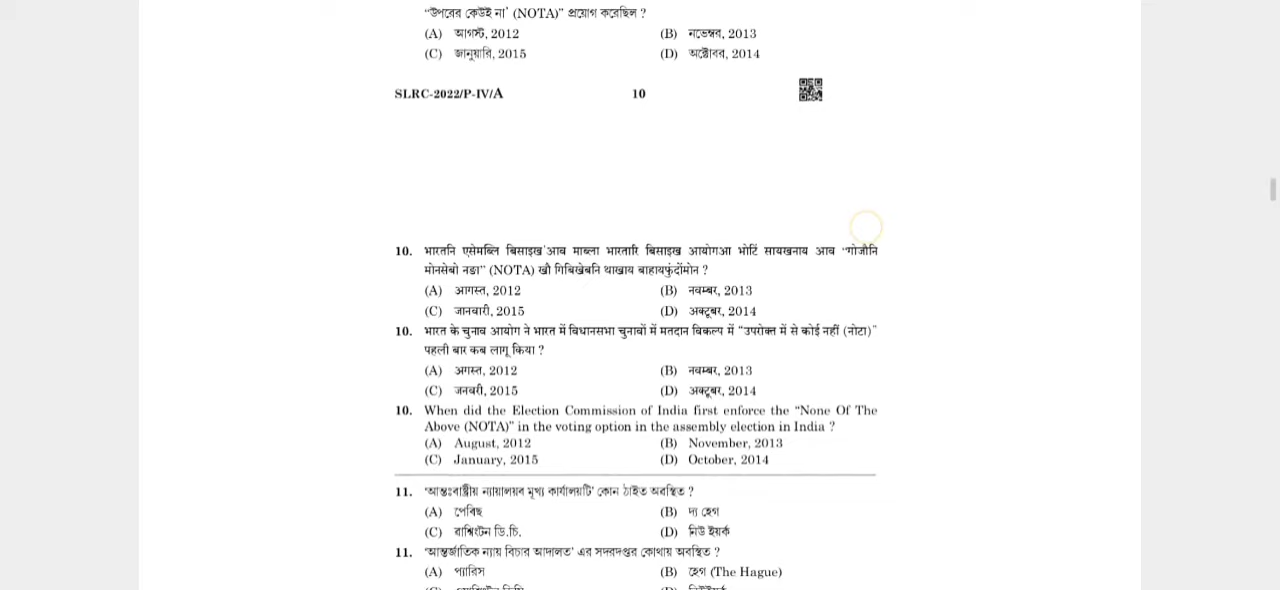 “উপরের কেউই না’ (NOTA)” প্রয়োগ করেছিল ?
(A) আগস্ট, 2012
(B) নভেম্বর, 2013
(C) জানুয়ারি, 2015
(D) অক্টোবর, 2014
SLRC-2022/P-IV/A
10
10. भारतनि एसेमब्लि बिसाइख'आव माब्ला भारतारि बिसाइख आयोगआ भोटिं सायखनाय आव “गोजौनि
मोनसेबो नङा” (NOTA) खौ गिबिखेबनि थाखाय बाहायफुंदोंमोन ?
(A) आगस्त, 2012
(B) नवम्बर, 2013
(C) जानवारी, 2015
(D) अक्टूबर, 2014
10. भारत के चुनाव आयोग ने भारत में विधानसभा चुनावों में मतदान विकल्प में “उपरोक्त में से कोई नहीं (नोटा)”
पहली बार कब लागू किया ?
(A) अगस्त, 2012
(B) नवम्बर, 2013
(C) जनवरी, 2015
(D) अक्टूबर, 2014
10. When did the Election Commission of India first enforce the “None Of The
Above (NOTA)” in the voting option in the assembly election in India ?
(A) August, 2012
(B) November, 2013
(C) January, 2015
(D) October, 2014
11. ‘আন্তঃৰাষ্ট্ৰীয় ন্যায়ালয়ৰ মুখ্য কাৰ্যালয়টি’ কোন ঠাইত অৱস্থিত ?
(A) পেৰিছ
(B) দ্য হেগ
(C) ৱাশ্বিংটন ডি.চি.
(D) নিউ ইয়ৰ্ক
11. ‘আন্তর্জাতিক ন্যায় বিচার আদালত’ এর সদরদপ্তর কোথায় অবস্থিত ?
(A) প্যারিস
(B) হেগ (The Hague)